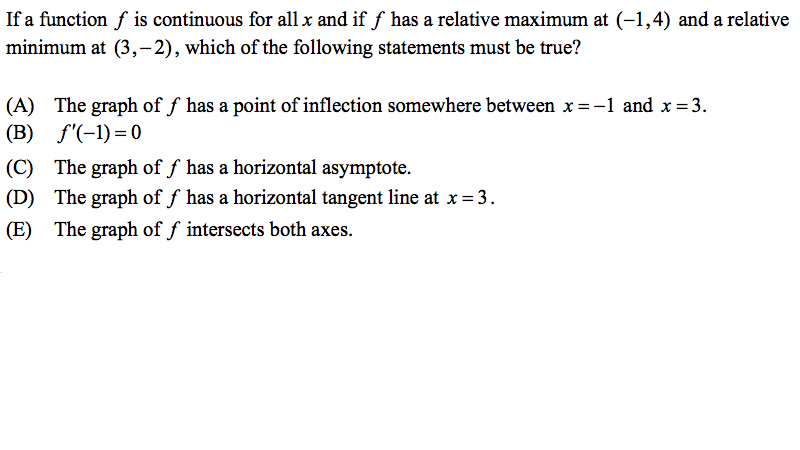 If a function f is continuous for all x and if f has a relative maximum at (−1,4) and a relative
minimum at (3,−2), which of the following statements must be true?
(A) The graph of f has a point of inflection somewhere between x = −1 and x = 3.
(B) f'(−1) = 0
(C) The graph of f has a horizontal asymptote.
(D) The graph of f has a horizontal tangent line at x = 3.
(E) The graph of f intersects both axes.